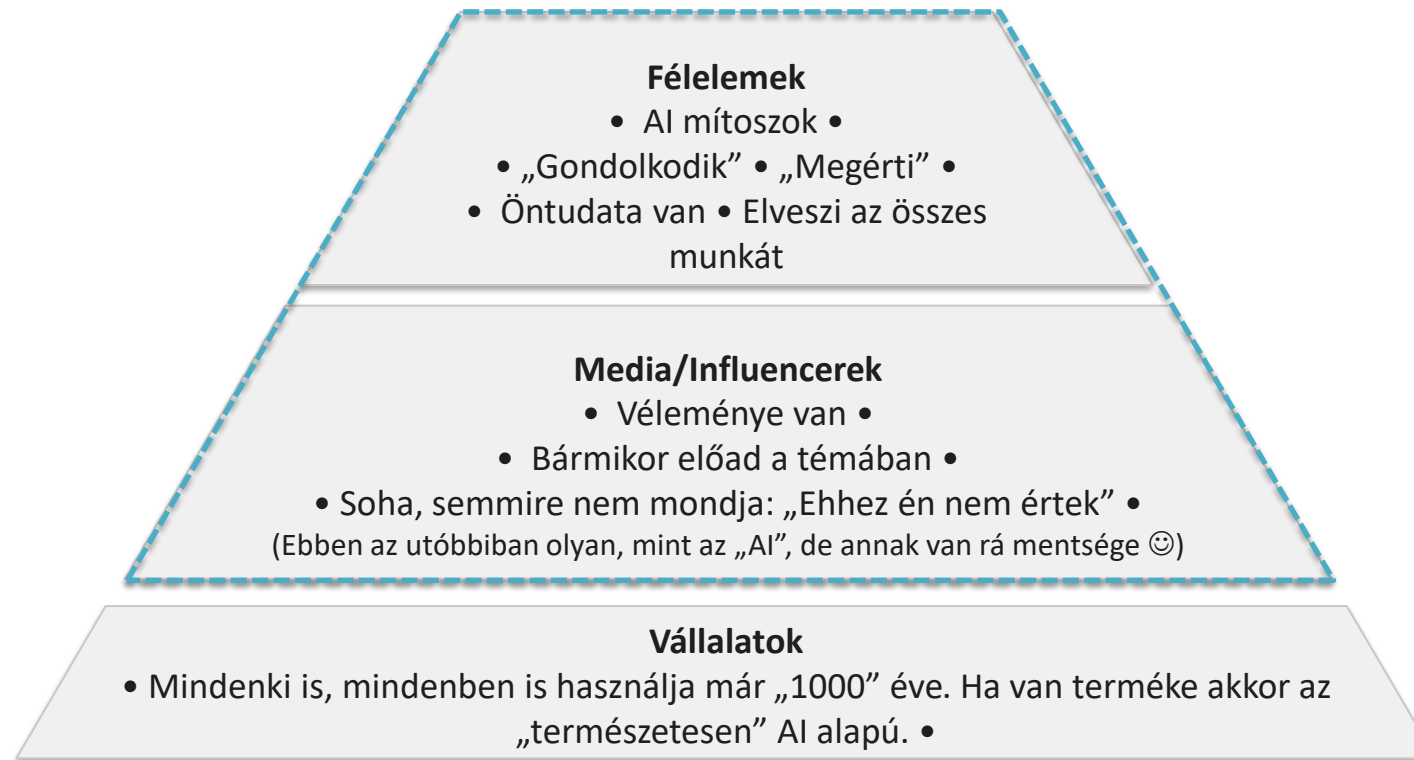 Félelemek
• AI mítoszok •
• „Gondolkodik” • „Megérti” •
• Öntudata van • Elveszi az összes
munkát
Media/Influencerek
• Véleménye van •
• Bármikor előad a témában •
• Soha, semmire nem mondja: „Ehhez én nem értek” •
(Ebben az utóbbiban olyan, mint az „AI”, de annak van rá mentsége ☺)
Vállalatok
• Mindenki is, mindenben is használja már „1000” éve. Ha van terméke akkor az
„természetesen” AI alapú. •